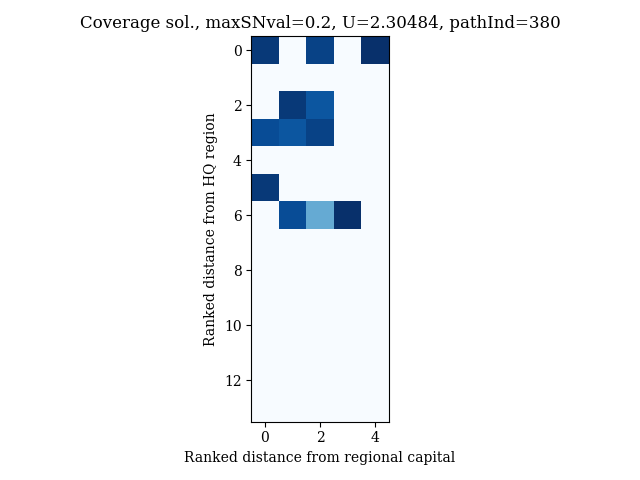 Coverage sol., maxSNval=0.2, U=2.30484, pathInd=380
0
2
4
6
8
10
12
Ranked distance from HQ region
0 2 4
Ranked distance from regional capital